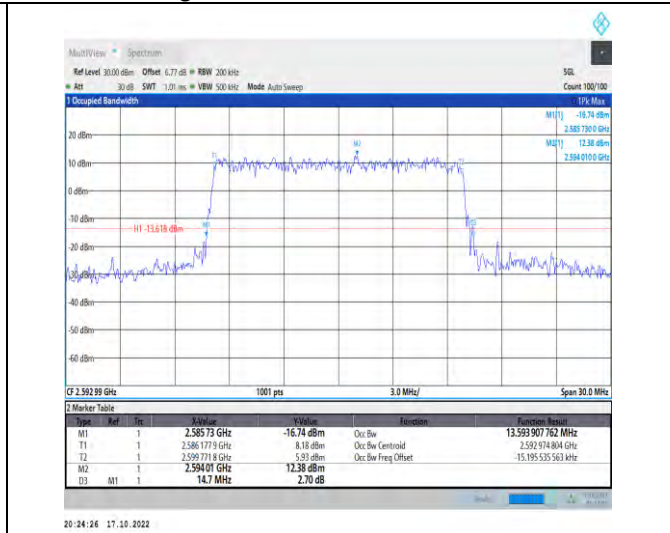 MultiView Spectrum
Ref Level 30.00 dBm Offset 6.77 dB RBW 200 kHz SGL
Att 30 dB SWT 1.01 ms VBW 500 kHz Mode Auto Sweep Count 100/100
1 Occupied Bandwidth 1Pk Max
M1[1] -16.74 dBm
2.585 730 0 GHz
M2[1] 12.38 dBm
2.594 010 0 GHz
20 dBm
10 dBm
0 dBm
-10 dBm
H1 -13.618 dBm
-20 dBm
-30 dBm
-40 dBm
-50 dBm
-60 dBm
CF 2.592 99 GHz 1001 pts 3.0 MHz/ Span 30.0 MHz
2 Marker Table
Type Ref Trc X-Value Y-Value Function Function Result
M1 1 2.585 73 GHz -16.74 dBm Occ Bw 13.593 907 762 MHz
T1 1 2.586 177 9 GHz 8.18 dBm Occ Bw Centroid 2.592 974 804 GHz
T2 1 2.599 771 8 GHz 5.93 dBm Occ Bw Freq Offset -15.195 535 563 kHz
M2 1 2.594 01 GHz 12.38 dBm
D3 M1 1 14.7 MHz 2.70 dB
20:24:26 17.10.2022